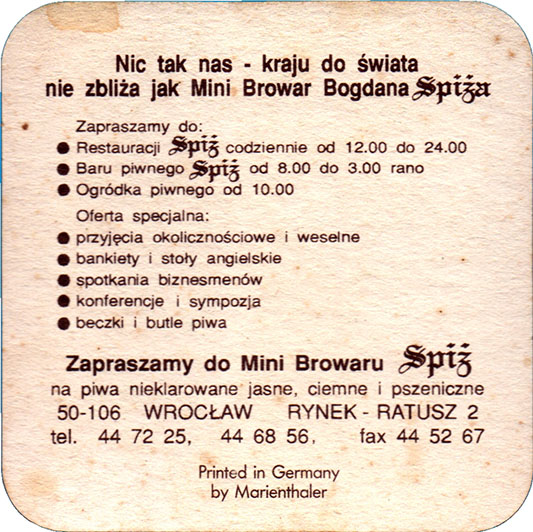 Nic tak nas - kraju do świata
nie zbliża jak Mini Browar Bogdana Spiża
Zapraszamy do:
● Restauracji Spiż codziennie od 12.00 do 24.00
● Baru piwnego Spiż od 8.00 do 3.00 rano
● Ogródka piwnego od 10.00
Oferta specjalna:
● przyjęcia okolicznościowe i weselne
● bankiety i stoły angielskie
● spotkania biznesmenów
● konferencje i sympozja
● beczki i butle piwa
Zapraszamy do Mini Browaru Spiż
na piwa nieklarowane jasne, ciemne i pszeniczne
50-106 WROCŁAW RYNEK - RATUSZ 2
tel. 44 72 25, 44 68 56, fax 44 52 67
Printed in Germany
by Marienthaler